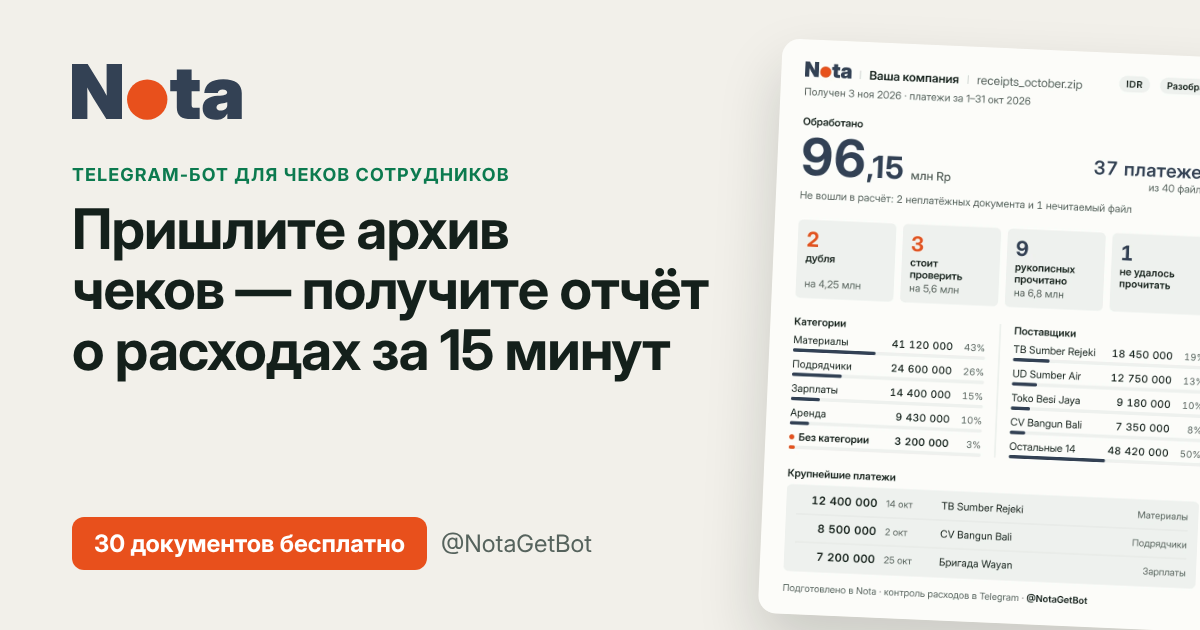 Nota
TELEGRAM-БОТ ДЛЯ ЧЕКОВ СОТРУДНИКОВ
Пришлите архив
чеков — получите отчёт
о расходах за 15 минут
30 документов бесплатно
@NotaGetBot
Nota | Ваша компания | receipts_october.zip
IDR
Получен 3 ноя 2026 · платежи за 1–31 окт 2026
Обработано
96,15 млн Rp
37
из 40
Не вошли в расчёт: 2 неплатёжных документа и 1 нечитаемый файл
2
дубля
на 4,25 млн
3
стоит
проверить
на 5,6 млн
9
рукописных
прочитано
на 6,8 млн
1
не удалось
прочитать
Категории
Материалы 41 120 000 43%
Подрядчики 24 600 000 26%
Зарплаты 14 400 000 15%
Аренда 9 430 000 10%
Без категории 3 200 000 3%
Поставщики
TB Sumber Rejeki 18 450 000 19%
UD Sumber Air 12 750 000 13%
Toko Besi Jaya 9 180 000 10%
CV Bangun Bali 7 350 000 8%
Остальные 14 48 420 000 50%
Крупнейшие платежи
12 400 000 14 окт TB Sumber Rejeki Материалы
8 500 000 2 окт CV Bangun Bali Подрядчики
7 200 000 25 окт Бригада Wayan Зарплаты
Подготовлено в Nota · контроль расходов в Telegram · @NotaGetBot